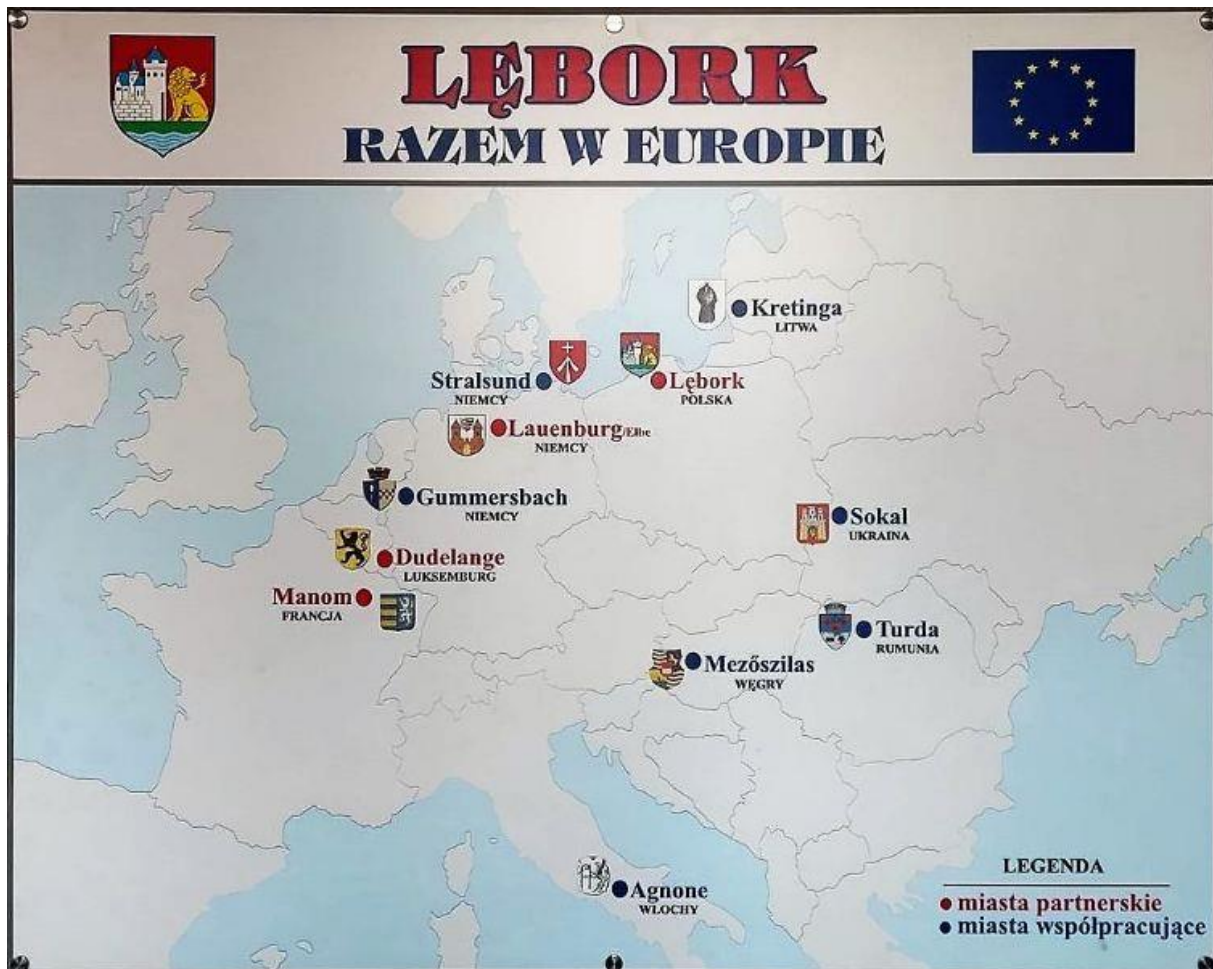 LĘBORK
RAZEM W EUROPIE
Kretinga
LITWA
Stralsund
NIEMCY
Lębork
POLSKA
Lauenburg/Elbe
NIEMCY
Gummersbach
NIEMCY
Sokal
UKRAINA
Dudelange
LUKSEMBURG
Manom
FRANCJA
Turda
RUMUNIA
Mezőszilas
WĘGRY
Agnone
WŁOCHY
LEGENDA
miasta partnerskie
miasta współpracujące